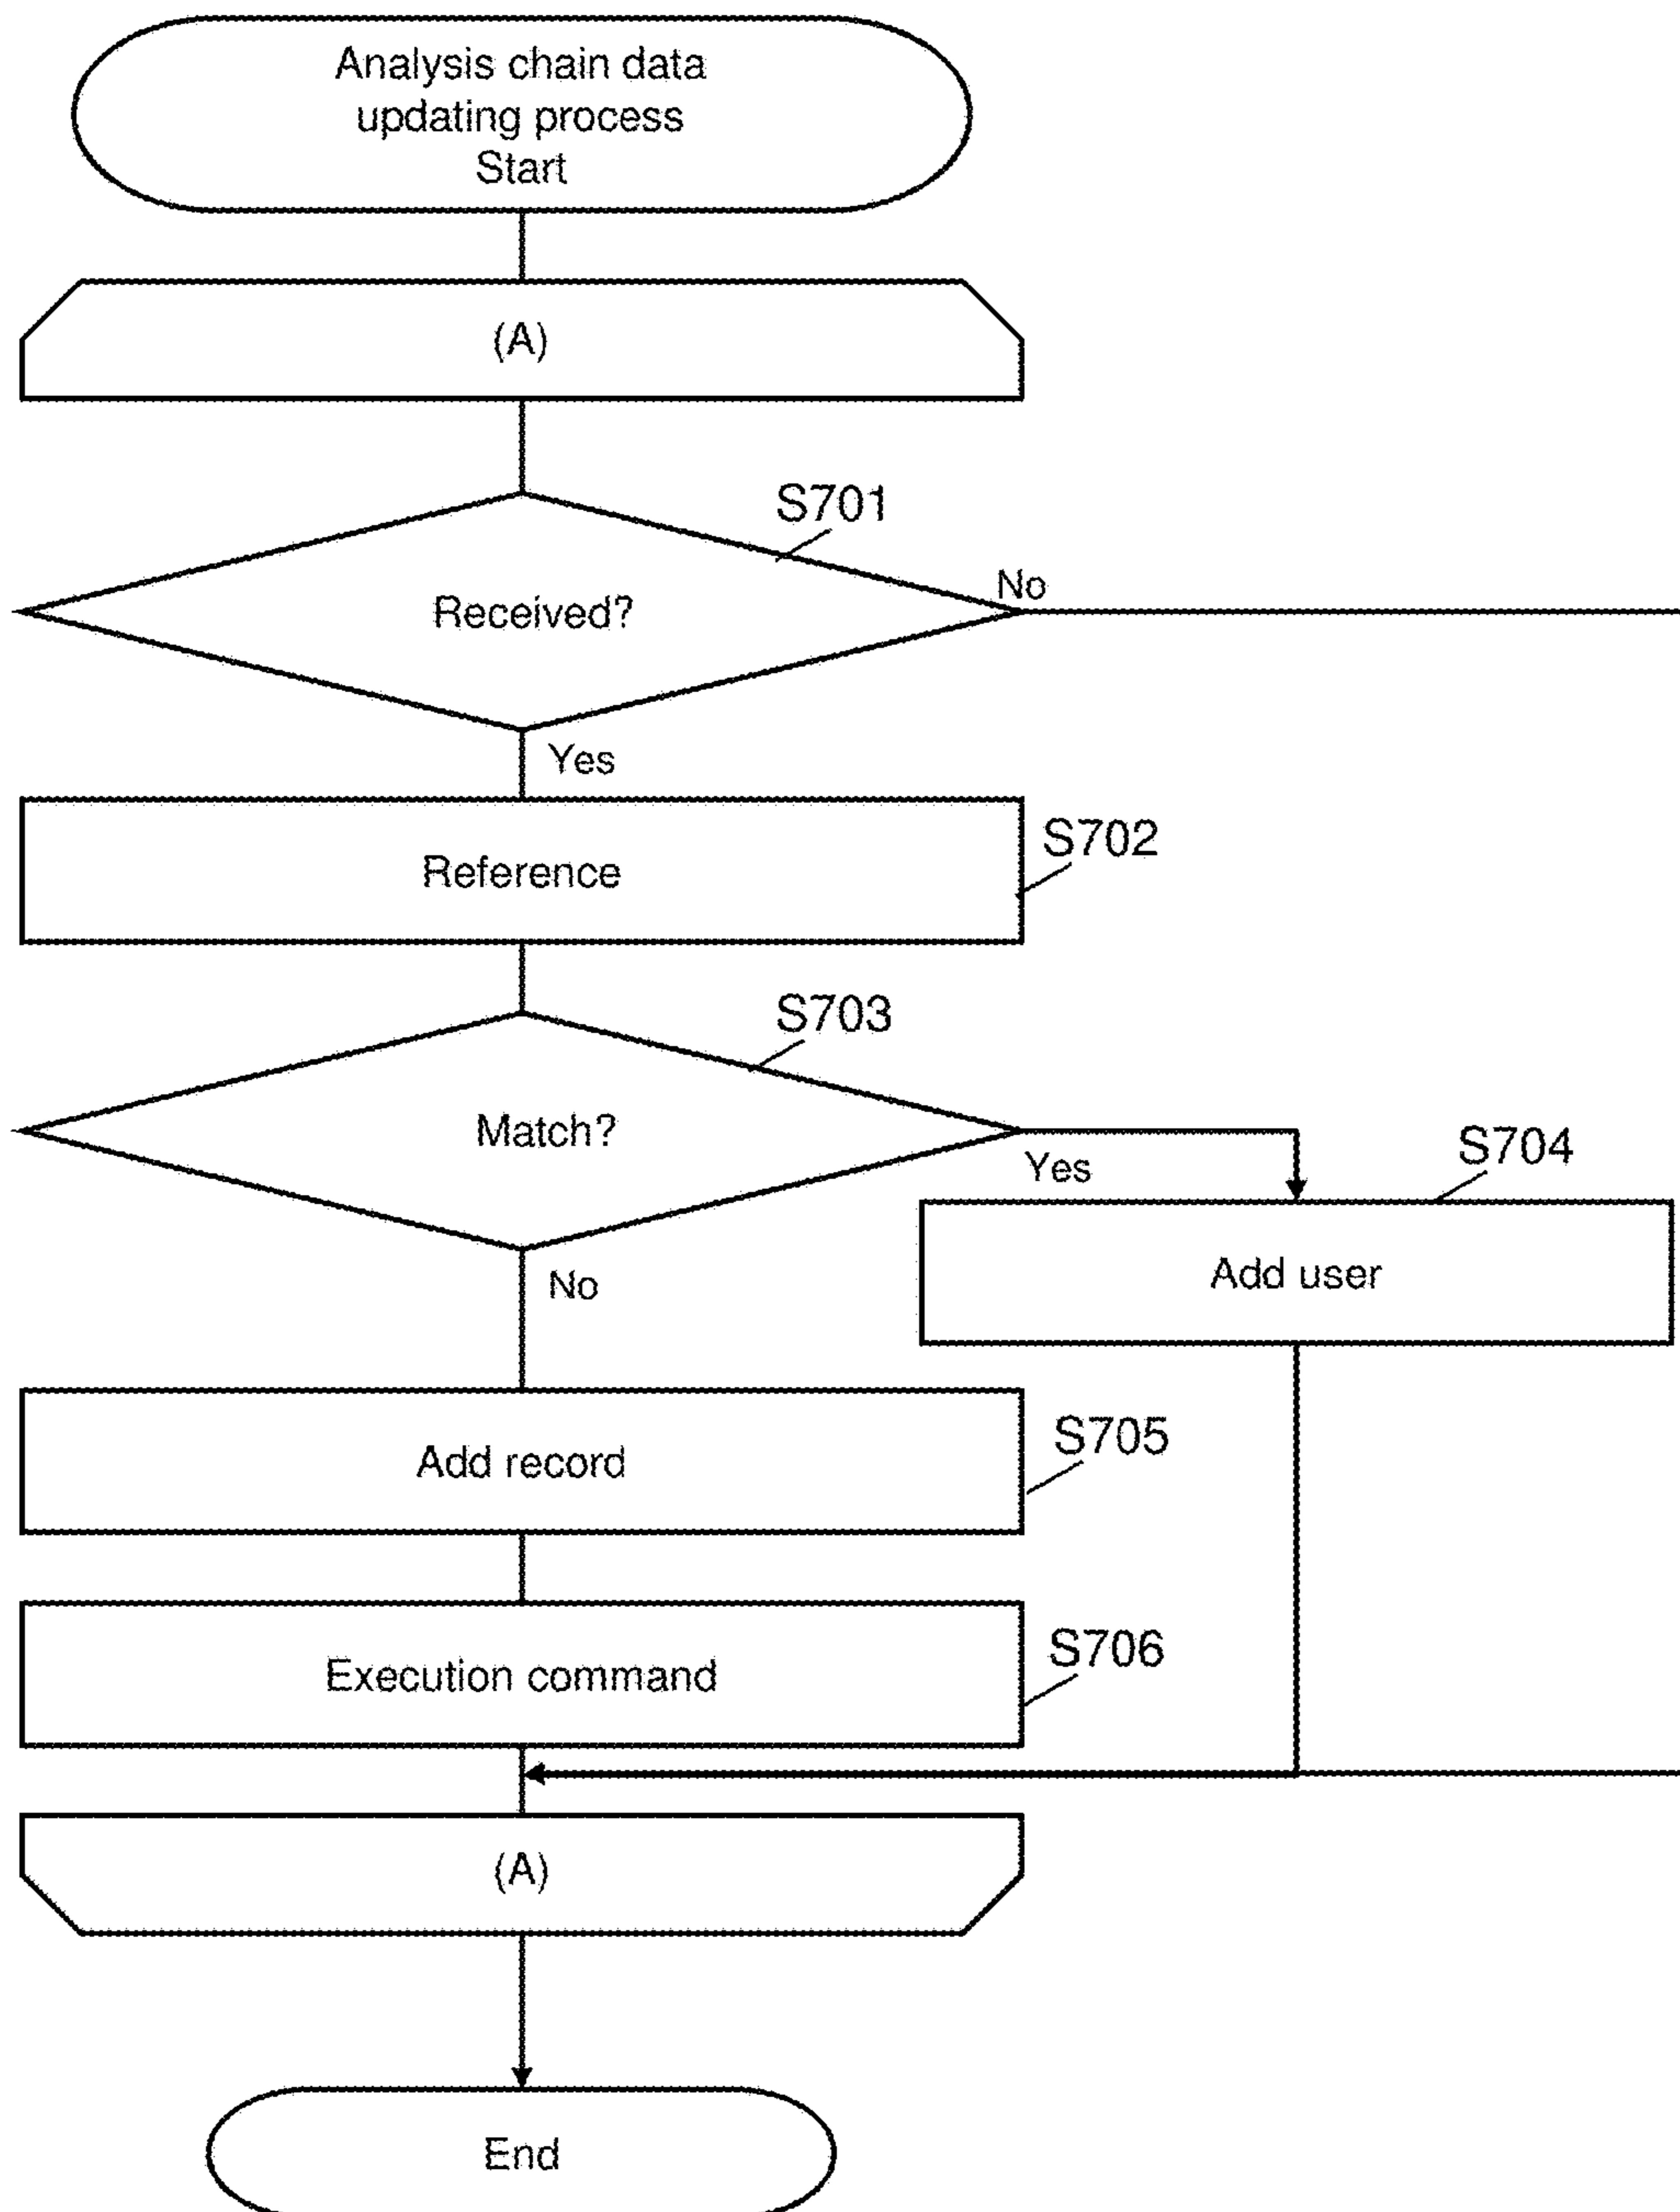 Analysis chain data
updating process
Start
(A)
S701
Received?
No
Yes
Reference
S702
S703
Match?
Yes
S704
Add user
No
Add record
S705
Execution command
S706
(A)
End